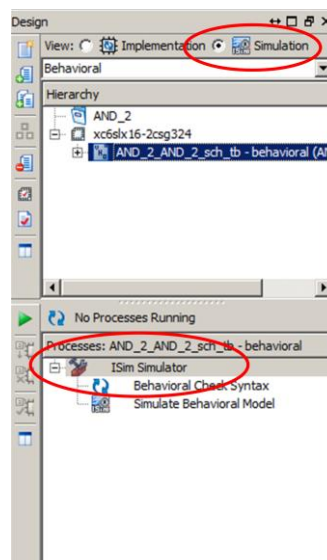 Design
View: Implementation Simulation
Behavioral
Hierarchy
AND_2
xc6slx16-2csg324
AND_2_AND_2_sch_tb - behavioral (AN
No Processes Running
Processes: AND_2_AND_2_sch_tb - behavioral
ISim Simulator
Behavioral Check Syntax
Simulate Behavioral Model